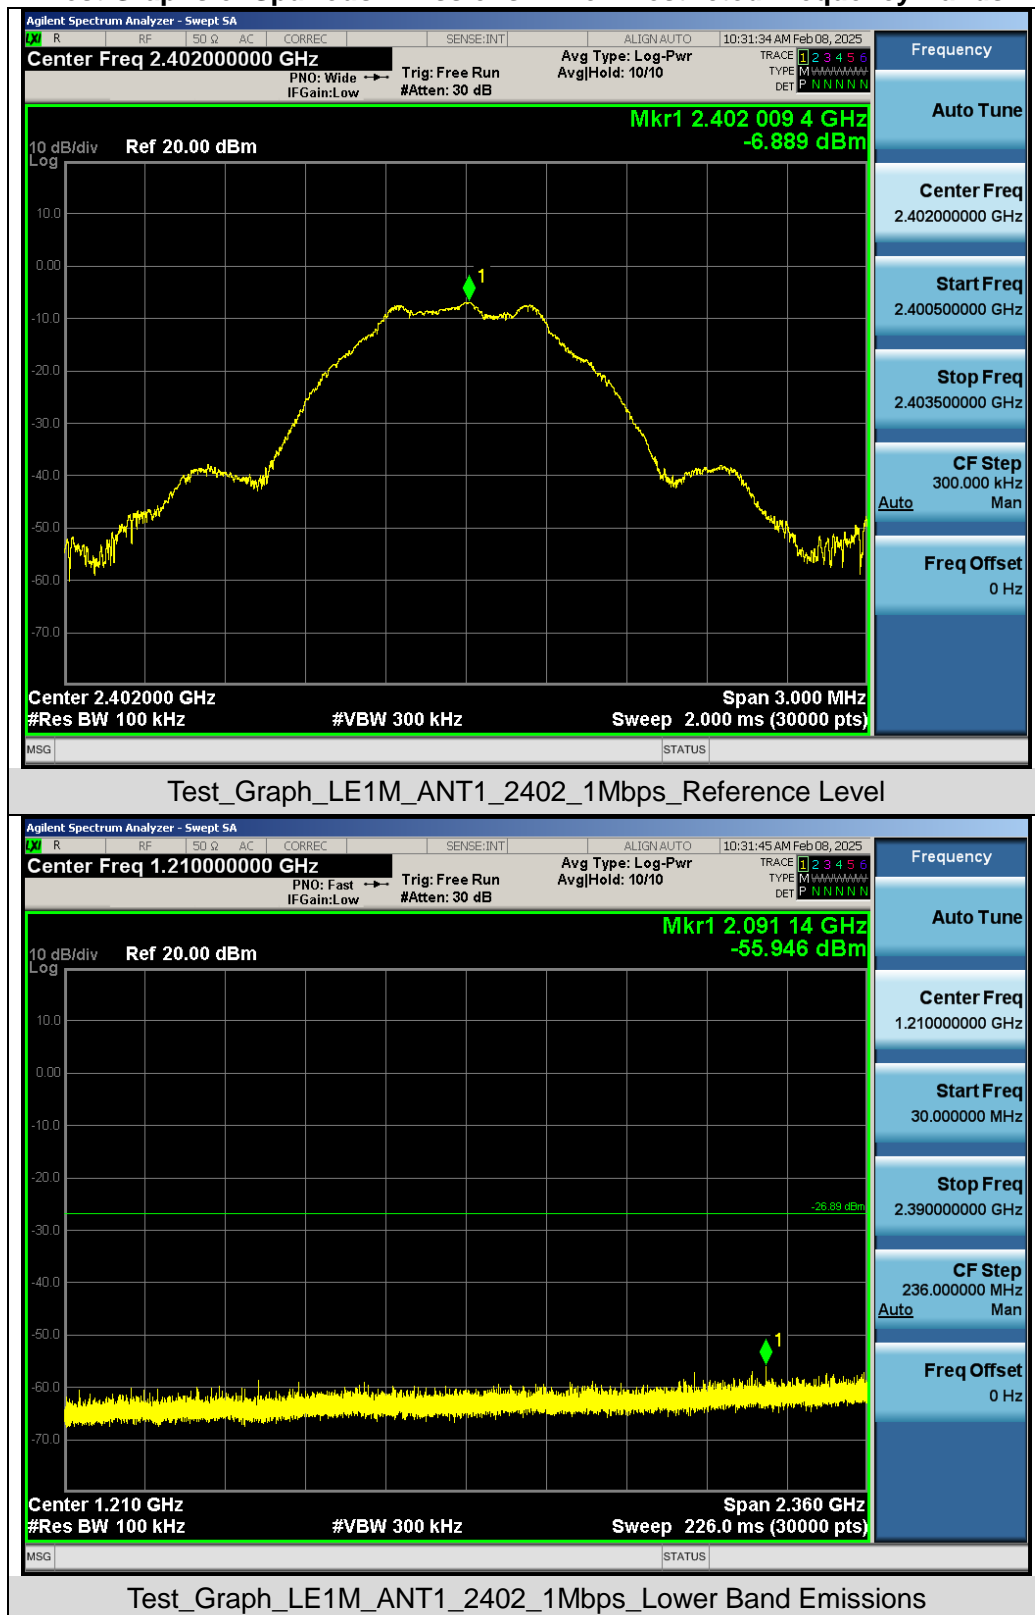 Agilent Spectrum Analyzer - Swept SA
LXI R RF 50 Ω AC CORREC SENSE:INT ALIGN AUTO 10:31:34 AM Feb 08, 2025
Center Freq 2.402000000 GHz
PNO: Wide
IFGain:Low
Trig: Free Run
#Atten: 30 dB
Avg Type: Log-Pwr
Avg|Hold: 10/10
TRACE 1 2 3 4 5 6
TYPE M
DET P N N N N N
Mkr1 2.402 009 4 GHz
-6.889 dBm
10 dB/div Ref 20.00 dBm
Log
10.0
0.00
-10.0
-20.0
-30.0
-40.0
-50.0
-60.0
-70.0
1
Center 2.402000 GHz Span 3.000 MHz
#Res BW 100 kHz #VBW 300 kHz Sweep 2.000 ms (30000 pts)
MSG STATUS
Frequency
Auto Tune
Center Freq
2.402000000 GHz
Start Freq
2.400500000 GHz
Stop Freq
2.403500000 GHz
CF Step
300.000 kHz
Auto Man
Freq Offset
0 Hz
Test_Graph_LE1M_ANT1_2402_1Mbps_Reference Level
Agilent Spectrum Analyzer - Swept SA
LXI R RF 50 Ω AC CORREC SENSE:INT ALIGN AUTO 10:31:45 AM Feb 08, 2025
Center Freq 1.210000000 GHz
PNO: Fast
IFGain:Low
Trig: Free Run
#Atten: 30 dB
Avg Type: Log-Pwr
Avg|Hold: 10/10
TRACE 1 2 3 4 5 6
TYPE M
DET P N N N N N
Mkr1 2.091 14 GHz
-55.946 dBm
10 dB/div Ref 20.00 dBm
Log
10.0
0.00
-10.0
-20.0
-30.0
-40.0
-50.0
-60.0
-70.0
-26.89 dBm
1
Center 1.210 GHz Span 2.360 GHz
#Res BW 100 kHz #VBW 300 kHz Sweep 226.0 ms (30000 pts)
MSG STATUS
Frequency
Auto Tune
Center Freq
1.210000000 GHz
Start Freq
30.000000 MHz
Stop Freq
2.390000000 GHz
CF Step
236.000000 MHz
Auto Man
Freq Offset
0 Hz
Test_Graph_LE1M_ANT1_2402_1Mbps_Lower Band Emissions